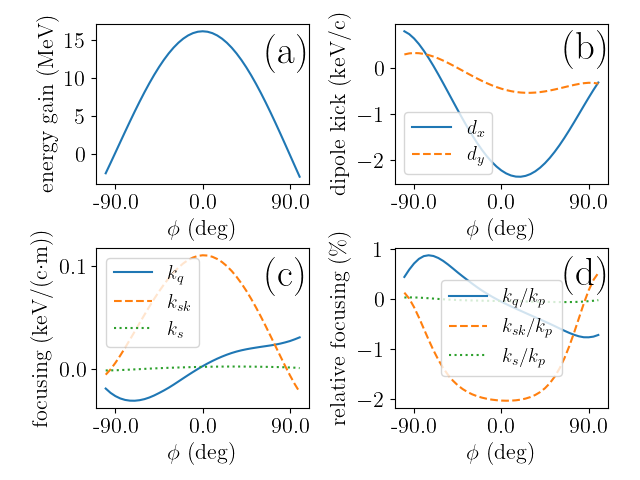 energy gain (MeV)
15
10
5
0
-90.0
0.0
90.0
ϕ (deg)
(a)
dipole kick (keV/c)
0
−1
−2
-90.0
0.0
90.0
ϕ (deg)
(b)
d_x
d_y
focusing (keV/(c·m))
0.1
0.0
-90.0
0.0
90.0
ϕ (deg)
(c)
k_q
k_sk
k_s
relative focusing (%)
1
0
−1
−2
-90.0
0.0
90.0
ϕ (deg)
(d)
k_q/k_p
k_sk/k_p
k_s/k_p